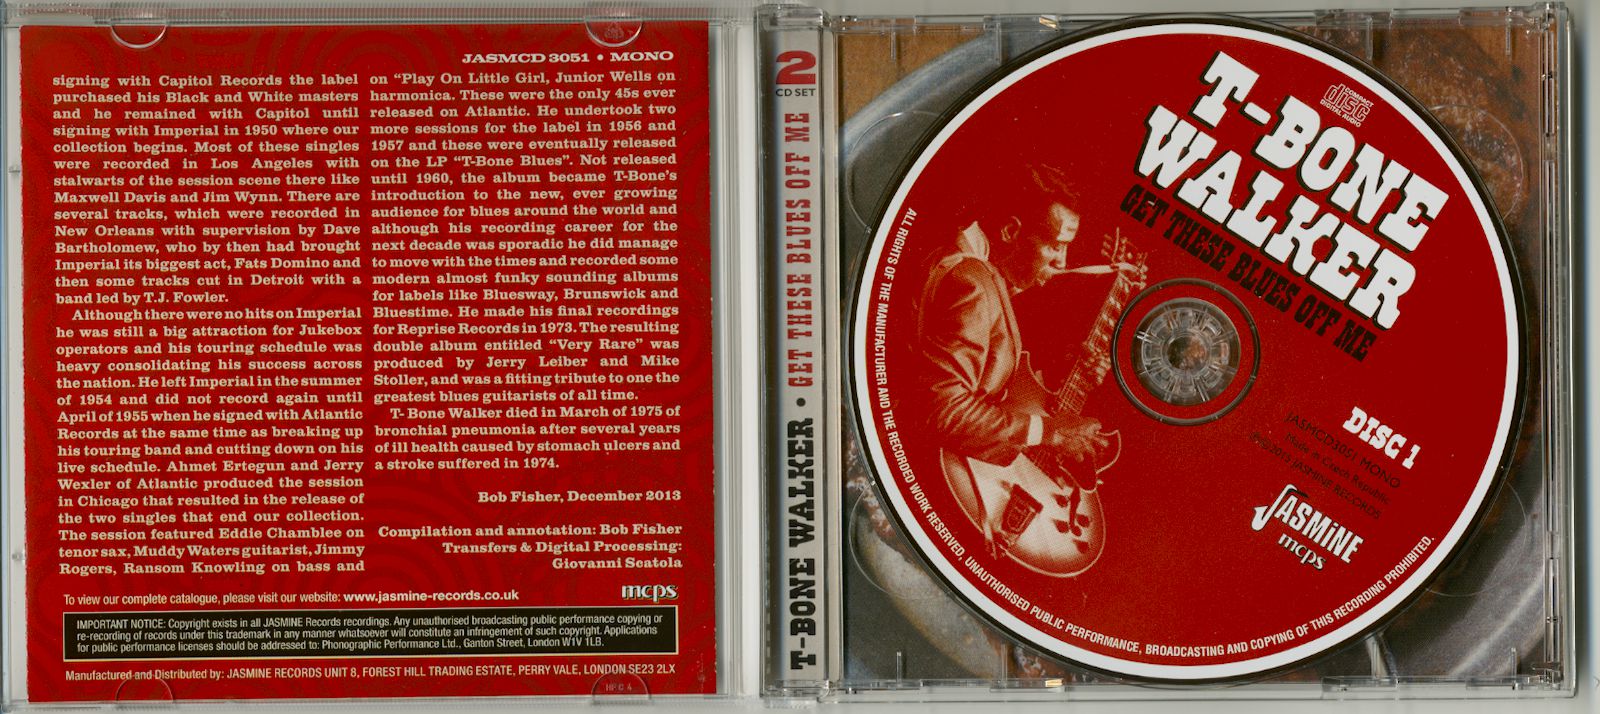 JASMCD 3051 • MONO
signing with Capitol Records the label
purchased his Black and White masters
and he remained with Capitol until
signing with Imperial in 1950 where our
collection begins. Most of these singles
were recorded in Los Angeles with
stalwarts of the session scene there like
Maxwell Davis and Jim Wynn. There are
several tracks, which were recorded in
New Orleans with supervision by Dave
Bartholomew, who by then had brought
Imperial its biggest act, Fats Domino and
then some tracks cut in Detroit with a
band led by T.J. Fowler.
Although there were no hits on Imperial
he was still a big attraction for Jukebox
operators and his touring schedule was
heavy consolidating his success across
the nation. He left Imperial in the summer
of 1954 and did not record again until
April of 1955 when he signed with Atlantic
Records at the same time as breaking up
his touring band and cutting down on his
live schedule. Ahmet Ertegun and Jerry
Wexler of Atlantic produced the session
in Chicago that resulted in the release of
the two singles that end our collection.
The session featured Eddie Chamblee on
tenor sax, Muddy Waters guitarist, Jimmy
Rogers, Ransom Knowling on bass and
on "Play On Little Girl, Junior Wells on
harmonica. These were the only 45s ever
released on Atlantic. He undertook two
more sessions for the label in 1956 and
1957 and these were eventually released
on the LP "T-Bone Blues". Not released
until 1960, the album became T-Bone's
introduction to the new, ever growing
audience for blues around the world and
although his recording career for the
next decade was sporadic he did manage
to move with the times and recorded some
modern almost funky sounding albums
for labels like Bluesway, Brunswick and
Bluestime. He made his final recordings
for Reprise Records in 1973. The resulting
double album entitled "Very Rare" was
produced by Jerry Leiber and Mike
Stoller, and was a fitting tribute to one the
greatest blues guitarists of all time.
T- Bone Walker died in March of 1975 of
bronchial pneumonia after several years
of ill health caused by stomach ulcers and
a stroke suffered in 1974.
Bob Fisher, December 2013
Compilation and annotation: Bob Fisher
Transfers & Digital Processing:
Giovanni Scatola
To view our complete catalogue, please visit our website: www.jasmine-records.co.uk
mcps
IMPORTANT NOTICE: Copyright exists in all JASMINE Records recordings. Any unauthorised broadcasting public performance copying or
re-recording of records under this trademark in any manner whatsoever will constitute an infringement of such copyright. Applications
for public performance licenses should be addressed to: Phonographic Performance Ltd., Ganton Street, London W1V 1LB.
Manufactured and Distributed by: JASMINE RECORDS UNIT 8, FOREST HILL TRADING ESTATE, PERRY VALE, LONDON SE23 2LX
2
CD SET
T-BONE WALKER • GET THESE BLUES OFF ME
COMPACT
disc
DIGITAL AUDIO
T-BONE
WALKER
GET THESE BLUES OFF ME
DISC 1
JASMCD3051 MONO
Made in Czech Republic
2015 JASMINE RECORDS
JASMINE
mcps
ALL RIGHTS OF THE MANUFACTURER AND THE RECORDED WORK RESERVED, UNAUTHORISED PUBLIC PERFORMANCE, BROADCASTING AND COPYING OF THIS RECORDING PROHIBITED.